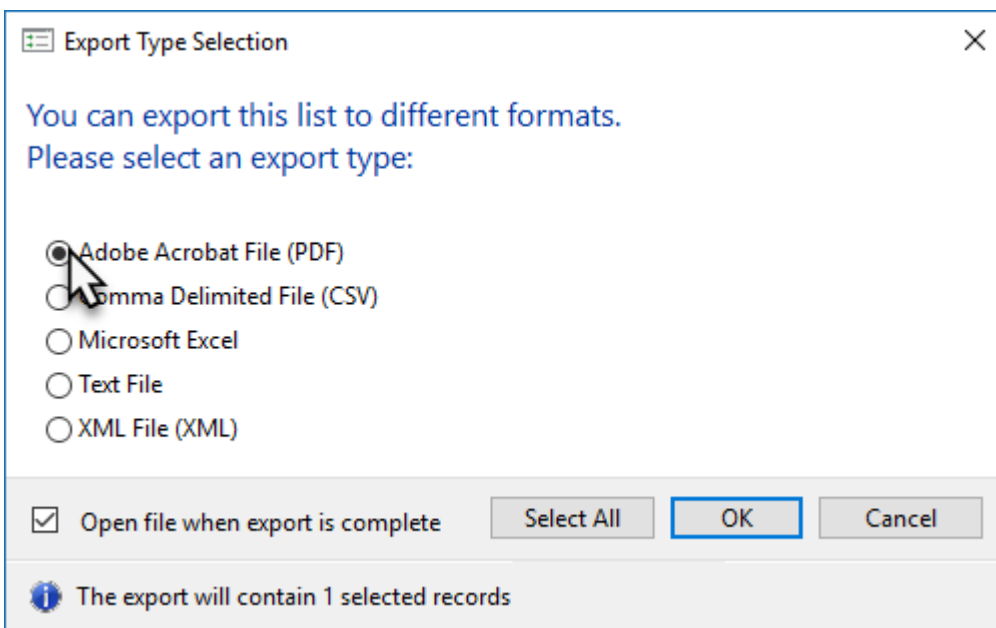 Export Type Selection
You can export this list to different formats.
Please select an export type:
Adobe Acrobat File (PDF)
Comma Delimited File (CSV)
Microsoft Excel
Text File
XML File (XML)
Open file when export is complete
Select All
OK
Cancel
The export will contain 1 selected records